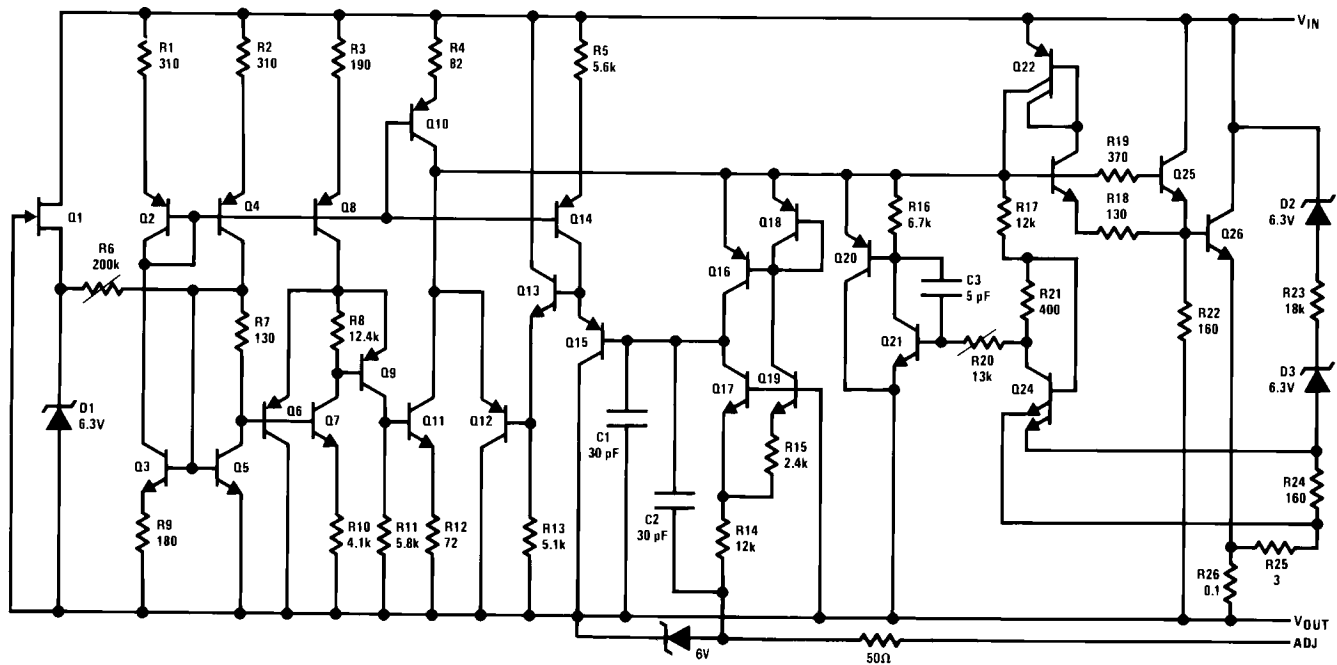 VIN
R1
310
R2
310
R3
190
R4
82
R5
5.6k
Q22
Q10
R19
370
Q25
Q1
Q2
Q4
Q8
Q14
Q18
R16
6.7k
R17
12k
R18
130
Q26
D2
6.3V
R6
200k
Q13
Q16
Q20
C3
5 pF
R21
400
R22
160
R23
18k
R7
130
R8
12.4k
Q9
Q15
Q21
R20
13k
D1
6.3V
Q6
Q7
Q11
Q12
Q17
Q19
Q24
D3
6.3V
C1
30 pF
R15
2.4k
Q3
Q5
R24
160
R9
180
R10
4.1k
R11
5.8k
R12
72
R13
5.1k
C2
30 pF
R14
12k
R25
3
R26
0.1
VOUT
6V
50Ω
ADJ